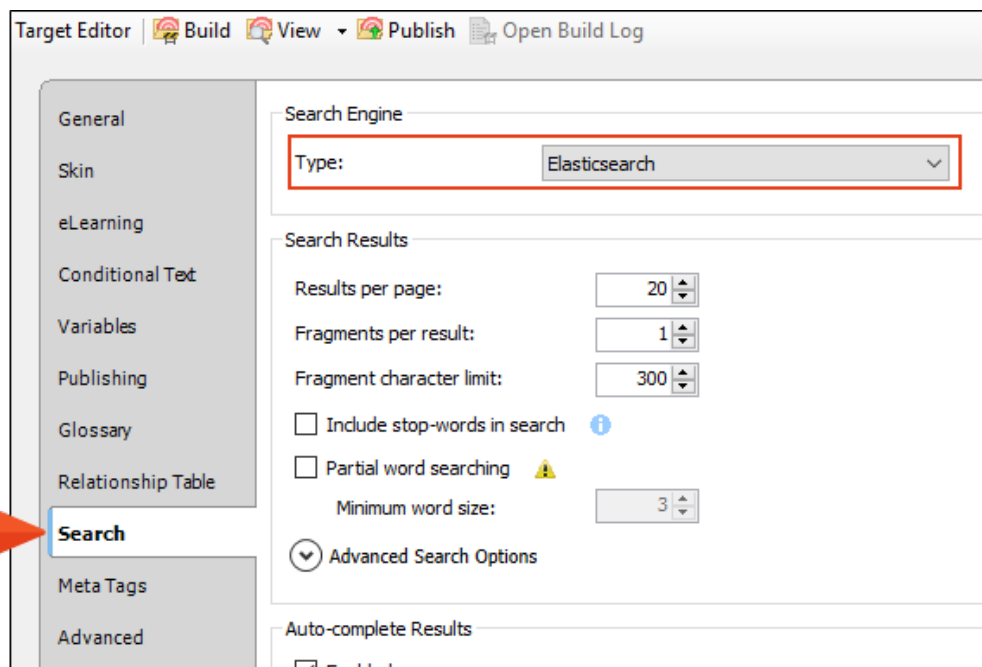 Target Editor Build View Publish Open Build Log
General
Skin
eLearning
Conditional Text
Variables
Publishing
Glossary
Relationship Table
Search
Meta Tags
Advanced
Search Engine
Type: Elasticsearch
Search Results
Results per page: 20
Fragments per result: 1
Fragment character limit: 300
Include stop-words in search
Partial word searching
Minimum word size: 3
Advanced Search Options
Auto-complete Results